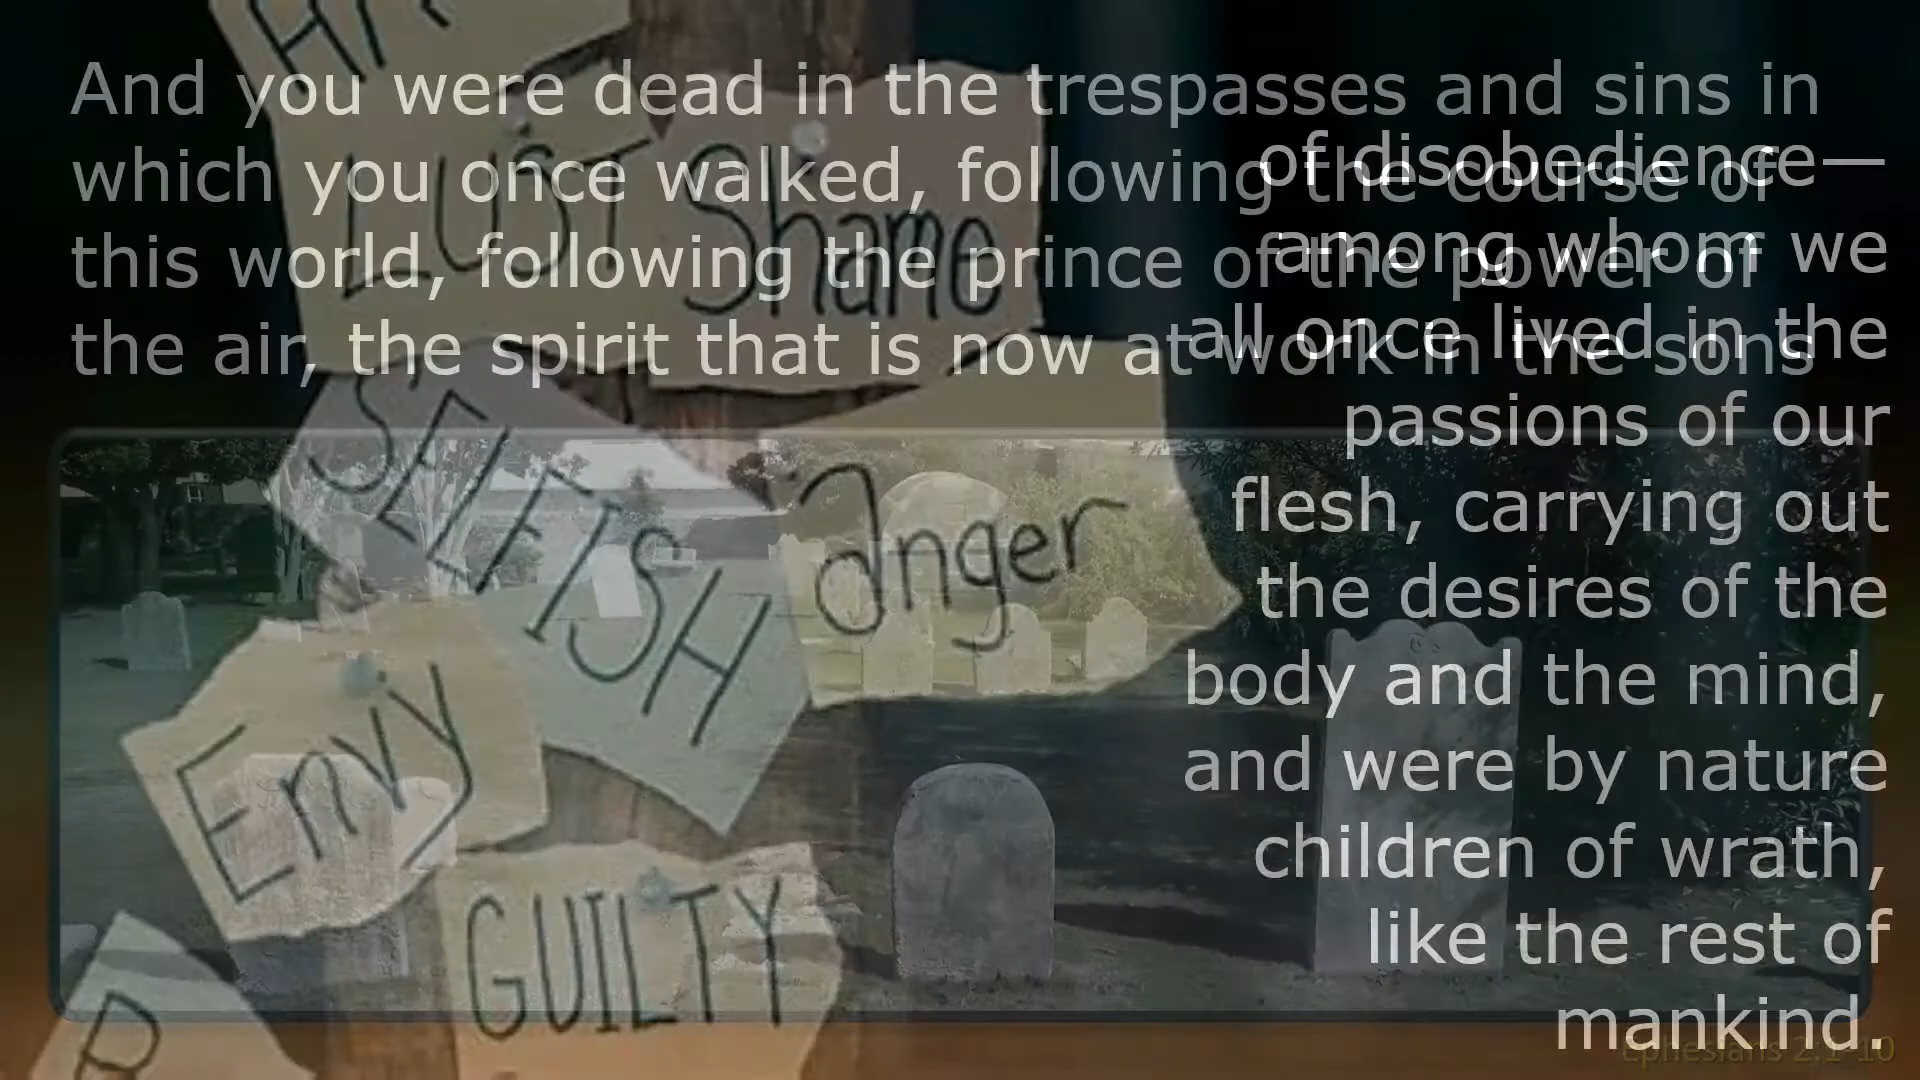 And you were dead in the trespasses and sins in
which you once walked, following the course of
this world, following the prince of the power of
the air, the spirit that is now at work in the sons
of disobedience—
among whom we
all once lived in the
passions of our
flesh, carrying out
the desires of the
body and the mind,
and were by nature
children of wrath,
like the rest of
mankind.
LUST
Shame
SELFISH
anger
Envy
GUILTY
Ephesians 2:1-10